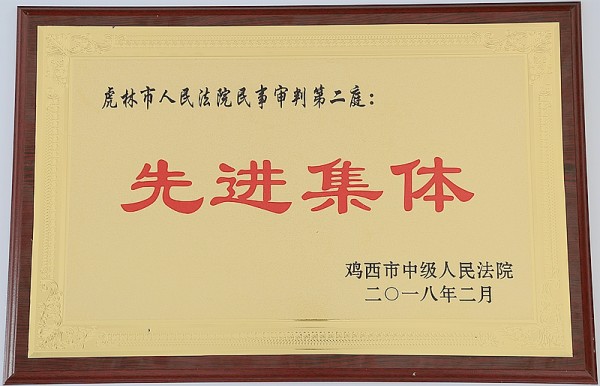 虎林市人民法院民事审判第二庭：
先进集体
鸡西市中级人民法院
二〇一八年二月